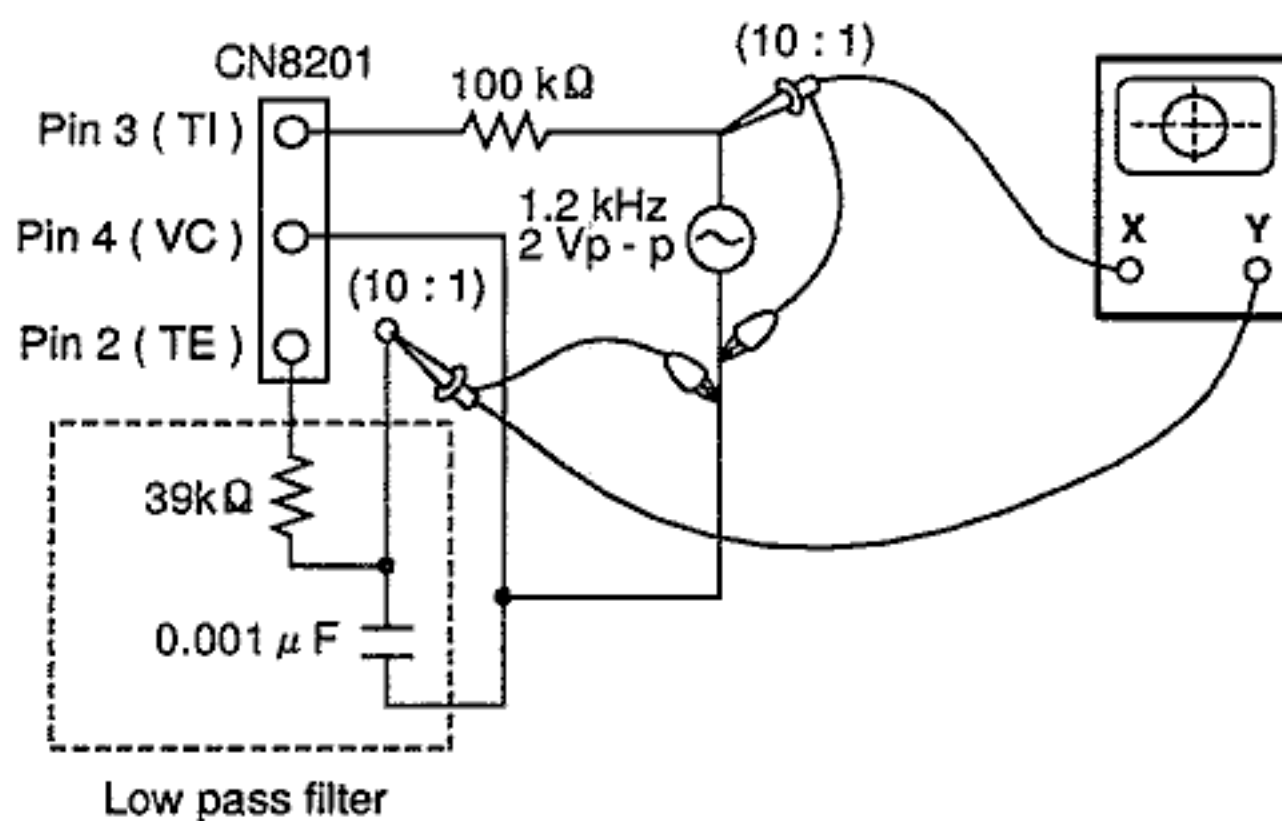 CN8201
(10 : 1)
100 kΩ
Pin 3 ( TI )
1.2 kHz
2 Vp - p
Pin 4 ( VC )
X Y
(10 : 1)
Pin 2 ( TE )
39kΩ
0.001 μ F
Low pass filter